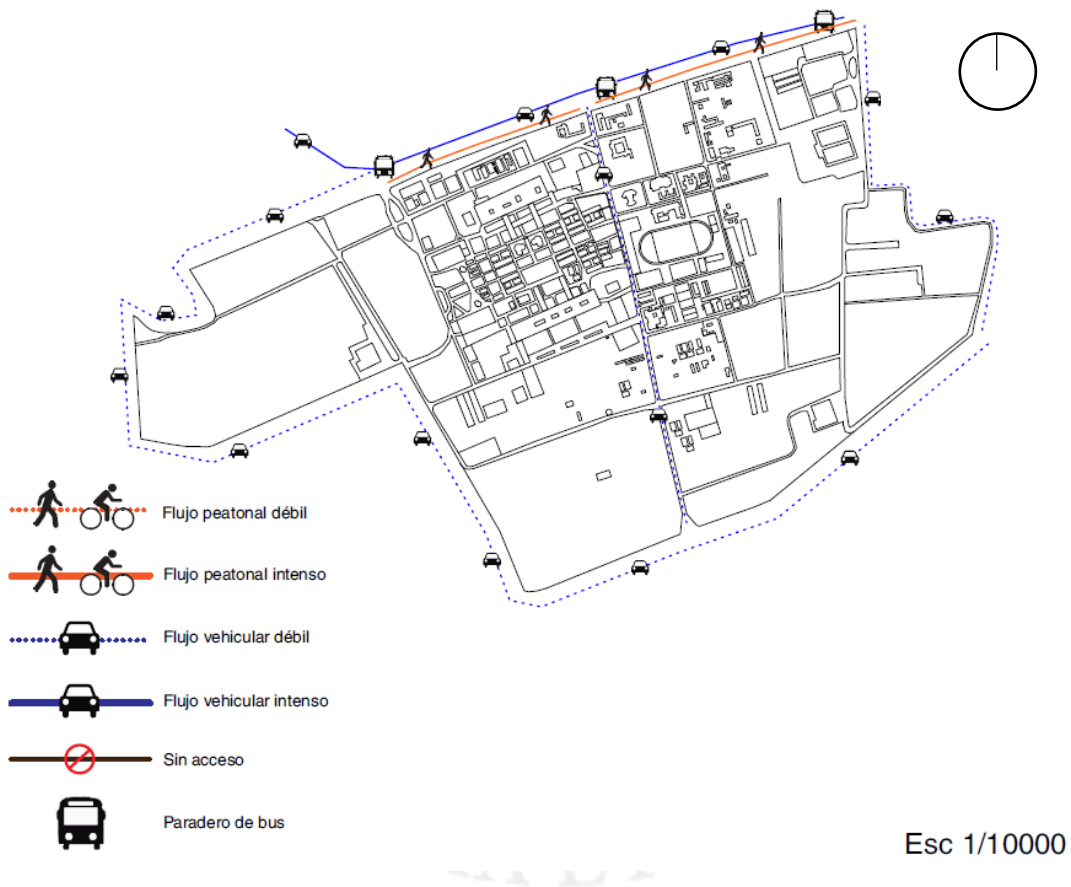 Flujo peatonal débil
Flujo peatonal intenso
Flujo vehicular débil
Flujo vehicular intenso
Sin acceso
Paradero de bus
Esc 1/10000